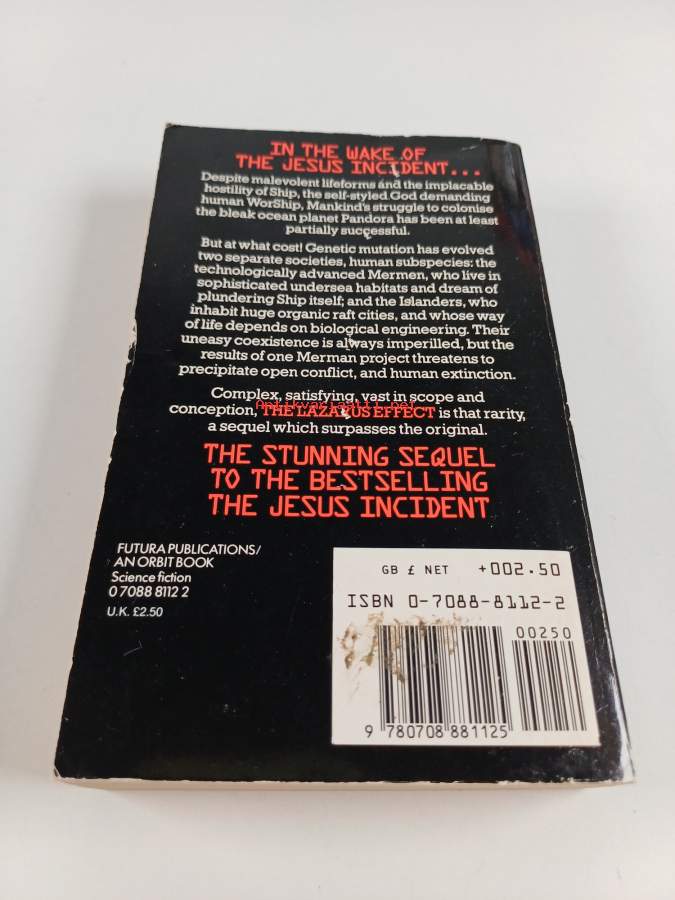 IN THE WAKE OF
THE JESUS INCIDENT...
Despite malevolent lifeforms and the implacable
hostility of Ship, the self-styled God demanding
human WorShip, Mankind's struggle to colonise
the bleak ocean planet Pandora has been at least
partially successful.
But at what cost! Genetic mutation has evolved
two separate societies, human subspecies: the
technologically advanced Mermen, who live in
sophisticated undersea habitats and dream of
plundering Ship itself; and the Islanders, who
inhabit huge organic raft cities, and whose way
of life depends on biological engineering. Their
uneasy coexistence is always imperilled, but the
results of one Merman project threatens to
precipitate open conflict, and human extinction.
Complex, satisfying, vast in scope and
Antikvariaatti.net
conception, THE LAZARUS EFFECT is that rarity,
a sequel which surpasses the original.
THE STUNNING SEQUEL
TO THE BESTSELLING
THE JESUS INCIDENT
FUTURA PUBLICATIONS/
AN ORBIT BOOK
Science fiction
0 7088 8112 2
U.K. £2.50
GB £ NET +002.50
ISBN 0-7088-8112-2
00250
9 780708 881125